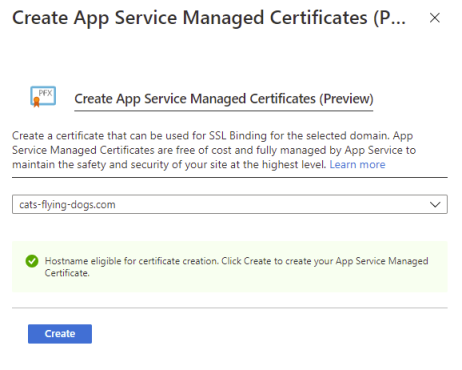 Create App Service Managed Certificates (P...
PFX
Create App Service Managed Certificates (Preview)
Create a certificate that can be used for SSL Binding for the selected domain. App
Service Managed Certificates are free of cost and fully managed by App Service to
maintain the safety and security of your site at the highest level. Learn more
cats-flying-dogs.com
Hostname eligible for certificate creation. Click Create to create your App Service Managed
Certificate.
Create